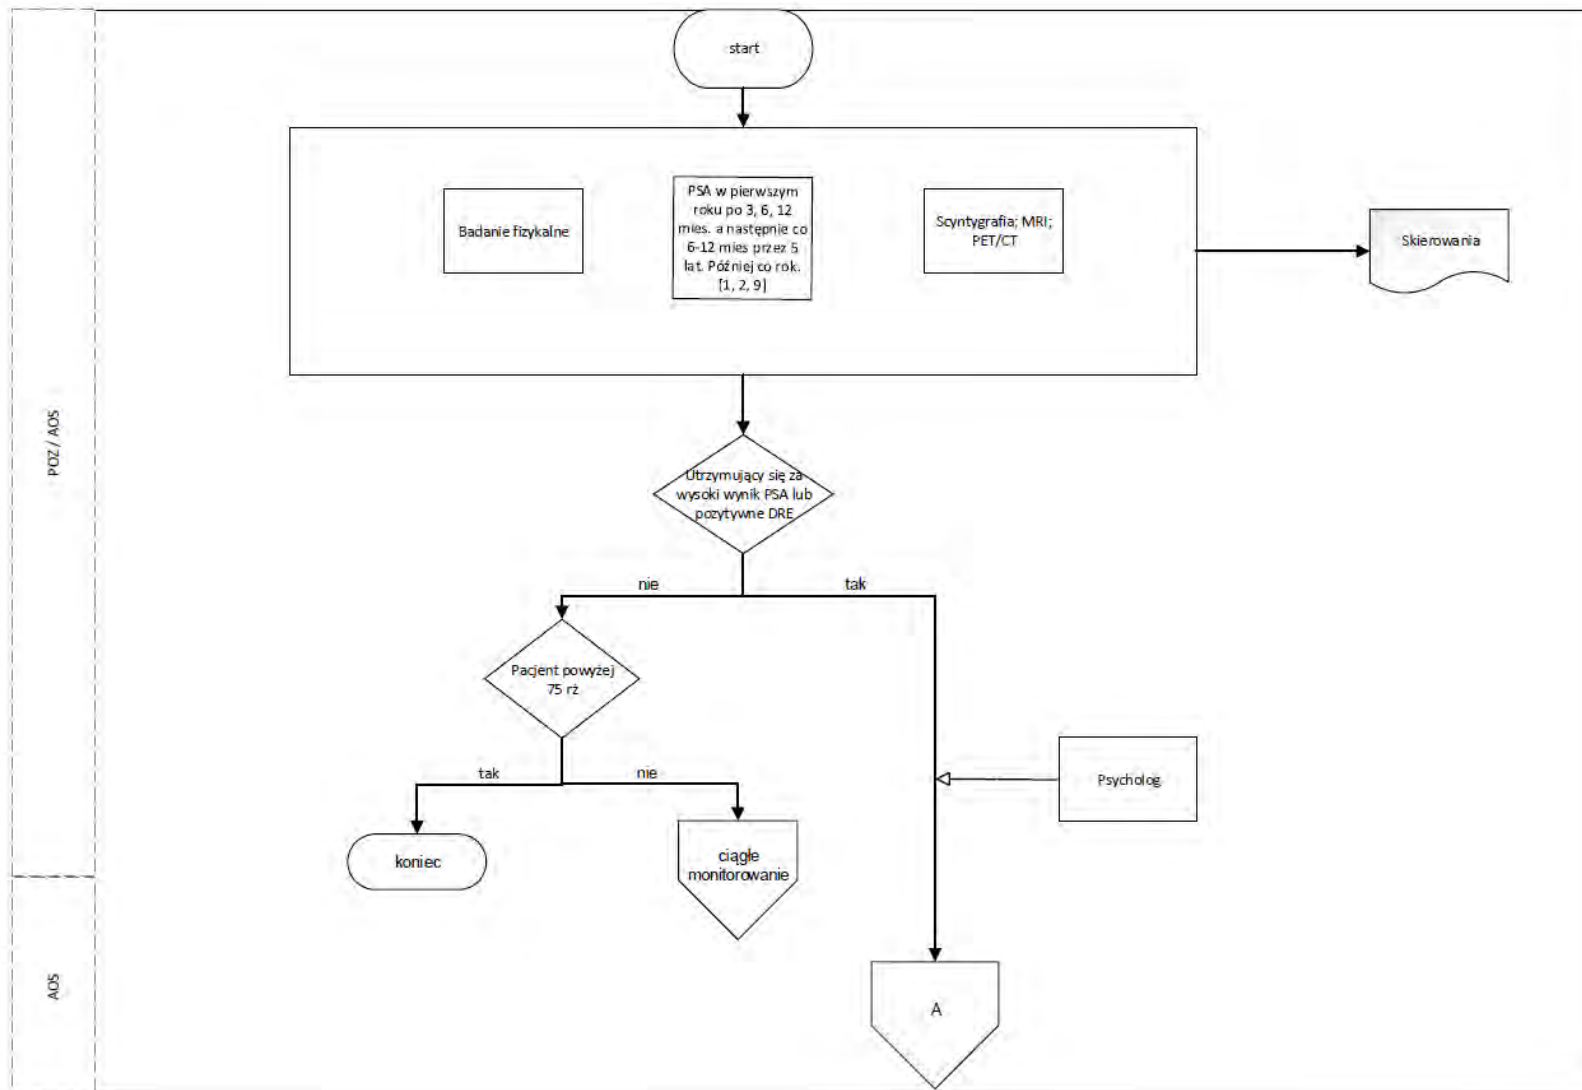 start
Badanie fizykalne
PSA w pierwszym
roku po 3, 6, 12
mies. a następnie co
6-12 mies przez 5
lat. Później co rok.
[1, 2, 9]
Scyntygrafia; MRI;
PET/CT
Skierowania
POZ / AOS
Utrzymujący się za
wysoki wynik PSA lub
pozytywne DRE
nie
tak
Pacjent powyżej
75 rż
tak
nie
Psycholog
koniec
ciągłe
monitorowanie
AOS
A